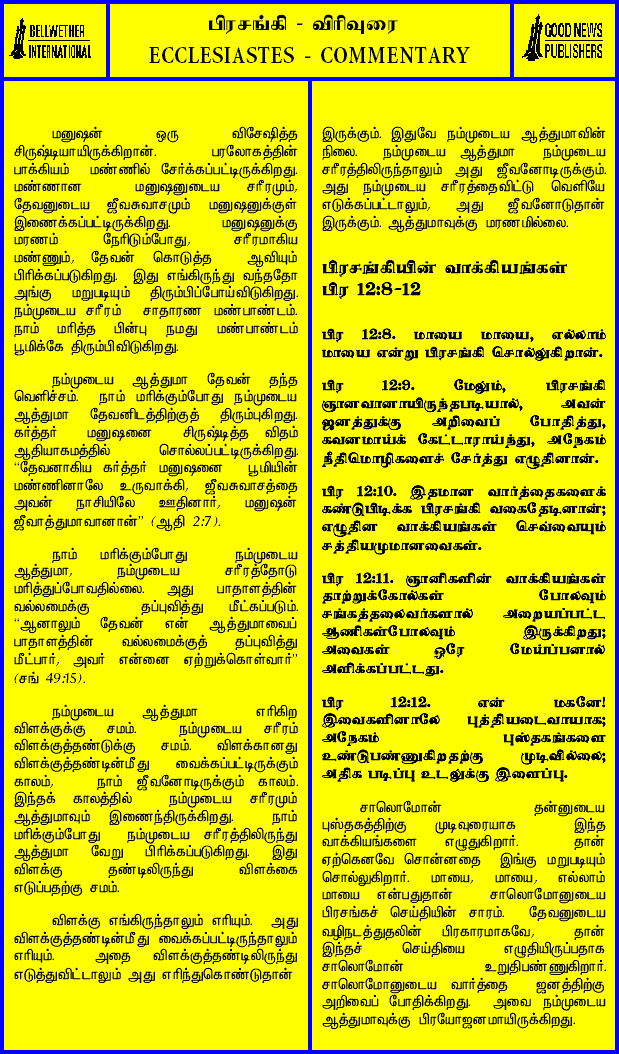 BELLWETHER
INTERNATIONAL
பிரசங்கி - விரிவுரை
ECCLESIASTES - COMMENTARY
GOOD NEWS
PUBLISHERS
மனுஷன் ஒரு விசேஷித்த
சிருஷ்டியாயிருக்கிறான். பரலோகத்தின்
பாக்கியம் மண்ணில் சேர்க்கப்பட்டிருக்கிறது.
மண்ணான மனுஷனுடைய சரீரமும்,
தேவனுடைய ஜீவசுவாசமும் மனுஷனுக்குள்
இணைக்கப்பட்டிருக்கிறது. மனுஷனுக்கு
மரணம் நேரிடும்போது, சரீரமாகிய
மண்ணும், தேவன் கொடுத்த ஆவியும்
பிரிக்கப்படுகிறது. இது எங்கிருந்து வந்ததோ
அங்கு மறுபடியும் திரும்பிப்போய்விடுகிறது.
நம்முடைய சரீரம் சாதாரண மண்பாண்டம்.
நாம் மரித்த பின்பு நமது மண்பாண்டம்
பூமிக்கே திரும்பிவிடுகிறது.
நம்முடைய ஆத்துமா தேவன் தந்த
வெளிச்சம். நாம் மரிக்கும்போது நம்முடைய
ஆத்துமா தேவனிடத்திற்குத் திரும்புகிறது.
கர்த்தர் மனுஷனை சிருஷ்டித்த விதம்
ஆதியாகமத்தில் சொல்லப்பட்டிருக்கிறது.
“தேவனாகிய கர்த்தர் மனுஷனை பூமியின்
மண்ணினாலே உருவாக்கி, ஜீவசுவாசத்தை
அவன் நாசியிலே ஊதினார், மனுஷன்
ஜீவாத்துமாவானான்” (ஆதி 2:7).
நாம் மரிக்கும்போது நம்முடைய
ஆத்துமா, நம்முடைய சரீரத்தோடு
மரித்துப்போவதில்லை. அது பாதாளத்தின்
வல்லமைக்கு தப்புவித்து மீட்கப்படும்.
“ஆனாலும் தேவன் என் ஆத்துமாவைப்
பாதாளத்தின் வல்லமைக்குத் தப்புவித்து
மீட்பார், அவர் என்னை ஏற்றுக்கொள்வார்”
(சங் 49:15).
நம்முடைய ஆத்துமா எரிகிற
விளக்குக்கு சமம். நம்முடைய சரீரம்
விளக்குத்தண்டுக்கு சமம். விளக்கானது
விளக்குத்தண்டின்மீது வைக்கப்பட்டிருக்கும்
காலம், நாம் ஜீவனோடிருக்கும் காலம்.
இந்தக் காலத்தில் நம்முடைய சரீரமும்
ஆத்துமாவும் இணைந்திருக்கிறது. நாம்
மரிக்கும்போது நம்முடைய சரீரத்திலிருந்து
ஆத்துமா வேறு பிரிக்கப்படுகிறது. இது
விளக்கு தண்டிலிருந்து விளக்கை
எடுப்பதற்கு சமம்.
விளக்கு எங்கிருந்தாலும் எரியும். அது
விளக்குத்தண்டின்மீது வைக்கப்பட்டிருந்தாலும்
எரியும். அதை விளக்குத்தண்டிலிருந்து
எடுத்துவிட்டாலும் அது எரிந்துகொண்டுதான்
இருக்கும். இதுவே நம்முடைய ஆத்துமாவின்
நிலை. நம்முடைய ஆத்துமா நம்முடைய
சரீரத்திலிருந்தாலும் அது ஜீவனோடிருக்கும்.
அது நம்முடைய சரீரத்தைவிட்டு வெளியே
எடுக்கப்பட்டாலும், அது ஜீவனோடுதான்
இருக்கும். ஆத்துமாவுக்கு மரணமில்லை.
பிரசங்கியின் வாக்கியங்கள்
பிர 12:8-12
பிர 12:8. மாயை மாயை, எல்லாம்
மாயை என்று பிரசங்கி சொல்லுகிறான்.
பிர 12:9. மேலும், பிரசங்கி
ஞானவானாயிருந்தபடியால், அவன்
ஜனத்துக்கு அறிவைப் போதித்து,
கவனமாய்க் கேட்டாராய்ந்து, அநேகம்
நீதிமொழிகளைச் சேர்த்து எழுதினான்.
பிர 12:10. இதமான வார்த்தைகளைக்
கண்டுபிடிக்க பிரசங்கி வகைதேடினான்;
எழுதின வாக்கியங்கள் செவ்வையும்
சத்தியமுமானவைகள்.
பிர 12:11. ஞானிகளின் வாக்கியங்கள்
தாற்றுக்கோல்கள் போலவும்
சங்கத்தலைவர்களால் அறையப்பட்ட
ஆணிகள்போலவும் இருக்கிறது;
அவைகள் ஒரே மேய்ப்பனால்
அளிக்கப்பட்டது.
பிர 12:12. என் மகனே!
இவைகளினாலே புத்தியடைவாயாக;
அநேகம் புஸ்தகங்களை
உண்டுபண்ணுகிறதற்கு முடிவில்லை;
அதிக படிப்பு உடலுக்கு இளைப்பு.
சாலொமோன் தன்னுடைய
புஸ்தகத்திற்கு முடிவுரையாக இந்த
வாக்கியங்களை எழுதுகிறார். தான்
ஏற்கெனவே சொன்னதை இங்கு மறுபடியும்
சொல்லுகிறார். மாயை, மாயை, எல்லாம்
மாயை என்பதுதான் சாலொமோனுடைய
பிரசங்கச் செய்தியின் சாரம். தேவனுடைய
வழிநடத்துதலின் பிரகாரமாகவே, தான்
இந்தச் செய்தியை எழுதியிருப்பதாக
சாலொமோன் உறுதிபண்ணுகிறார்.
சாலொமோனுடைய வார்த்தை ஜனத்திற்கு
அறிவைப் போதிக்கிறது. அவை நம்முடைய
ஆத்துமாவுக்கு பிரயோஜனமாயிருக்கிறது.